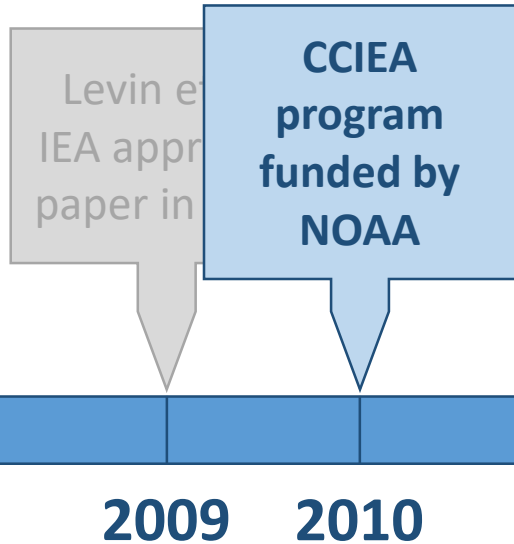 Levin
IEA
paper in
CCIEA
program
funded by
NOAA
2009 2010